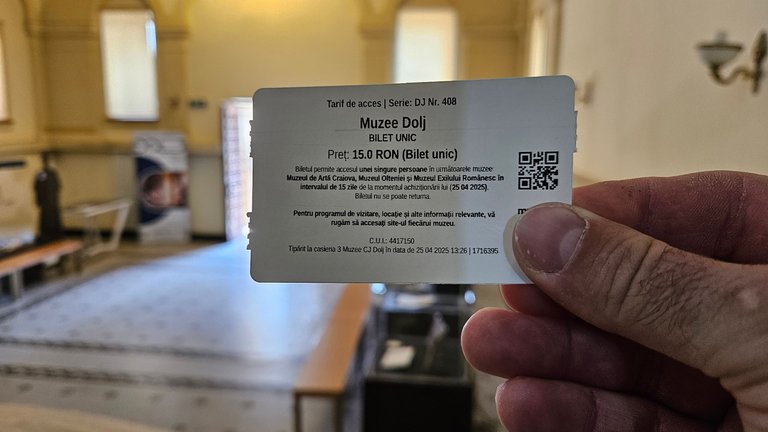 Tarif de acces | Serie: DJ Nr. 408
Muzee Dolj
BILET UNIC
Preț: 15.0 RON (Bilet unic)
Biletul permite accesul unei singure persoane în următoarele muzee:
Muzeul de Artă Craiova, Muzeul Olteniei și Muzeul Exilului Românesc în
intervalul de 15 zile de la momentul achiziționării lui (25 04 2025).
Biletul nu se poate returna.
Pentru programul de vizitare, locație și alte informații relevante, vă
rugăm să accesați site-ul fiecărui muzeu.
C.U.I.: 4417150
Tipărit la casieria 3 Muzee CJ Dolj în data de 25 04 2025 13:26 | 1716395